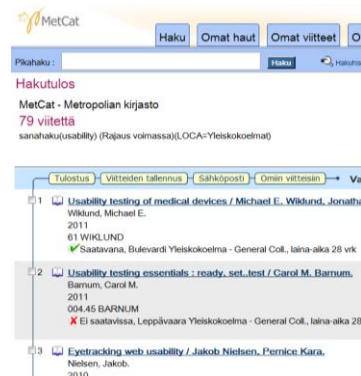 MetCat
Haku Omat haut Omat viitteet O
Pikahaku : Haku Hakuhis
Hakutulos
MetCat - Metropolian kirjasto
79 viitettä
sanahaku(usability) (Rajaus voimassa)(LOCA=Yleiskokoelmat)
Tulostus Viitteiden tallennus Sähköposti Omiin viitteisiin Va
1 Usability testing of medical devices / Michael E. Wiklund, Jonatha
Wiklund, Michael E.
2011
61 WIKLUND
Saatavana, Bulevardi Yleiskokoelma - General Coll., laina-aika 28 vrk
2 Usability testing essentials : ready, set..test / Carol M. Barnum.
Barnum, Carol M.
2011
004.45 BARNUM
Ei saatavissa, Leppävaara Yleiskokoelma - General Coll., laina-aika 28
3 Eyetracking web usability / Jakob Nielsen, Pernice Kara.
Nielsen, Jakob.
2010